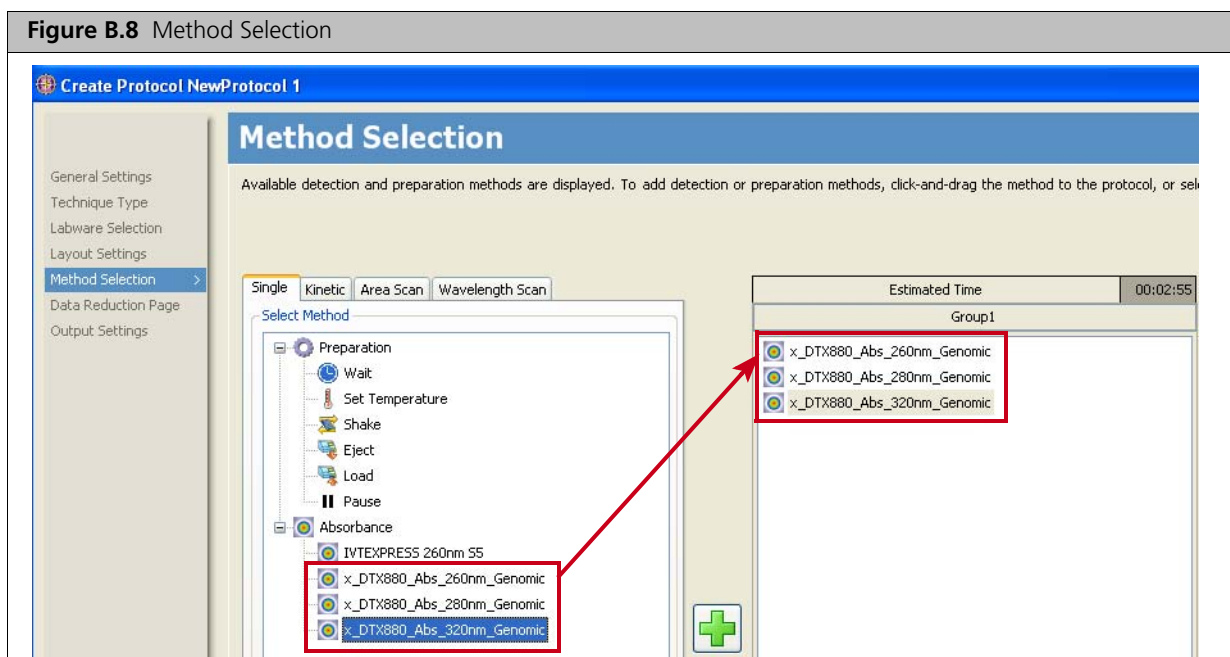 Figure B.8 Method Selection
Create Protocol NewProtocol 1
Method Selection
General Settings
Technique Type
Labware Selection
Layout Settings
Method Selection >
Data Reduction Page
Output Settings
Available detection and preparation methods are displayed. To add detection or preparation methods, click-and-drag the method to the protocol, or sel
Single Kinetic Area Scan Wavelength Scan
Select Method
Preparation
Wait
Set Temperature
Shake
Eject
Load
Pause
Absorbance
IVTEXPRESS 260nm S5
x_DTX880_Abs_260nm_Genomic
x_DTX880_Abs_280nm_Genomic
x_DTX880_Abs_320nm_Genomic
Estimated Time 00:02:55
Group1
x_DTX880_Abs_260nm_Genomic
x_DTX880_Abs_280nm_Genomic
x_DTX880_Abs_320nm_Genomic